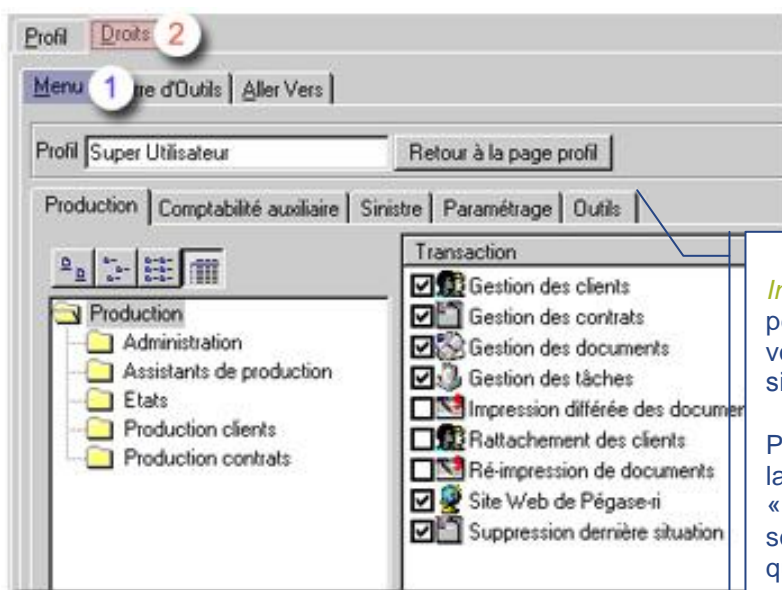 Profil Droits 2
Menu 1 re d'Outils Aller Vers
Profil Super Utilisateur Retour à la page profil
Production Comptabilité auxiliaire Sinistre Paramétrage Outils
Production
Administration
Assistants de production
Etats
Production clients
Production contrats
Transaction
Gestion des clients
Gestion des contrats
Gestion des documents
Gestion des tâches
Impression différée des documen
Rattachement des clients
Ré-impression de documents
Site Web de Pégase-ri
Suppression dernière situation
P
la
«
q